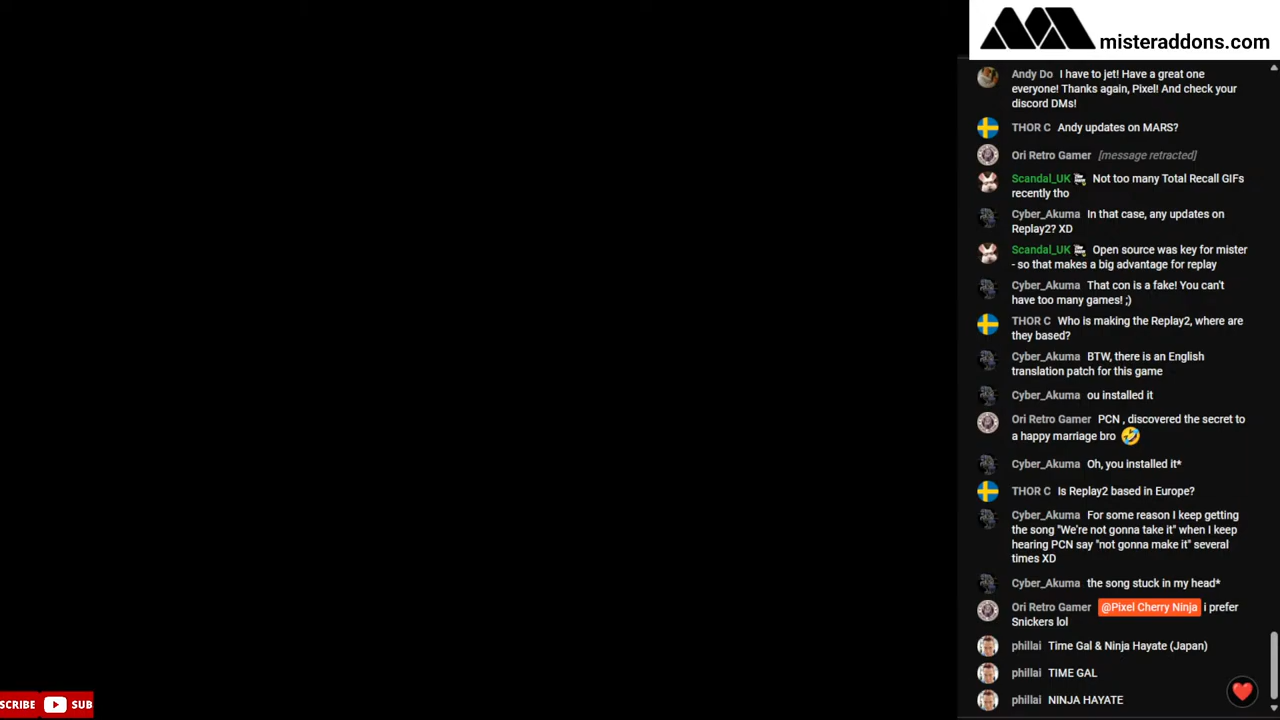 misteraddons.com
Andy Do I have to jet! Have a great one
everyone! Thanks again, Pixel! And check your
discord DMs!
THOR C Andy updates on MARS?
Ori Retro Gamer [message retracted]
Scandal_UK Not too many Total Recall GIFs
recently tho
Cyber_Akuma In that case, any updates on
Replay2? XD
Scandal_UK Open source was key for mister
- so that makes a big advantage for replay
Cyber_Akuma That con is a fake! You can't
have too many games! ;)
THOR C Who is making the Replay2, where are
they based?
Cyber_Akuma BTW, there is an English
translation patch for this game
Cyber_Akuma ou installed it
Ori Retro Gamer PCN , discovered the secret to
a happy marriage bro 🤣
Cyber_Akuma Oh, you installed it*
THOR C Is Replay2 based in Europe?
Cyber_Akuma For some reason I keep getting
the song "We're not gonna take it" when I keep
hearing PCN say "not gonna make it" several
times XD
Cyber_Akuma the song stuck in my head*
Ori Retro Gamer @Pixel Cherry Ninja i prefer
Snickers lol
phillai Time Gal & Ninja Hayate (Japan)
phillai TIME GAL
phillai NINJA HAYATE
SCRIBE SUB